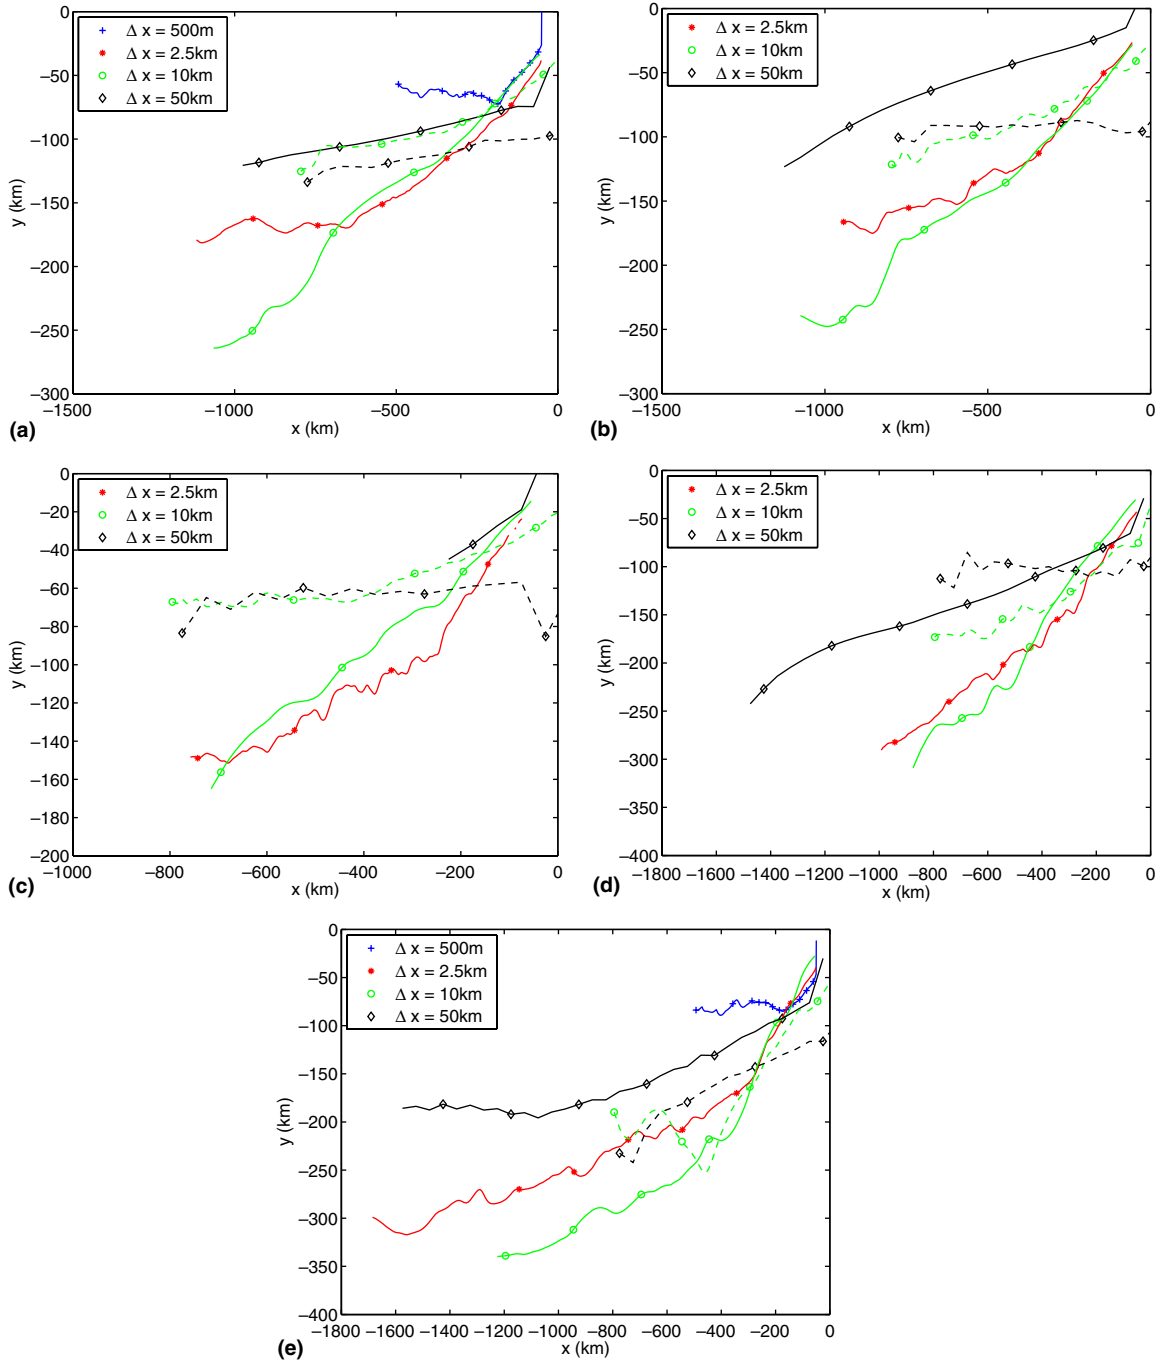 Δ x = 500m
Δ x = 2.5km
Δ x = 10km
Δ x = 50km
0
−50
−100
−150
−200
−250
−300
y (km)
−1500
−1000
−500
0
x (km)
(a)
Δ x = 2.5km
Δ x = 10km
Δ x = 50km
0
−50
−100
−150
−200
−250
−300
y (km)
−1500
−1000
−500
0
x (km)
(b)
Δ x = 2.5km
Δ x = 10km
Δ x = 50km
0
−20
−40
−60
−80
−100
−120
−140
−160
−180
−200
y (km)
−1000
−800
−600
−400
−200
0
x (km)
(c)
Δ x = 2.5km
Δ x = 10km
Δ x = 50km
0
−50
−100
−150
−200
−250
−300
−350
−400
y (km)
−1800
−1600
−1400
−1200
−1000
−800
−600
−400
−200
0
x (km)
(d)
Δ x = 500m
Δ x = 2.5km
Δ x = 10km
Δ x = 50km
0
−50
−100
−150
−200
−250
−300
−350
−400
y (km)
−1800
−1600
−1400
−1200
−1000
−800
−600
−400
−200
0
x (km)
(e)